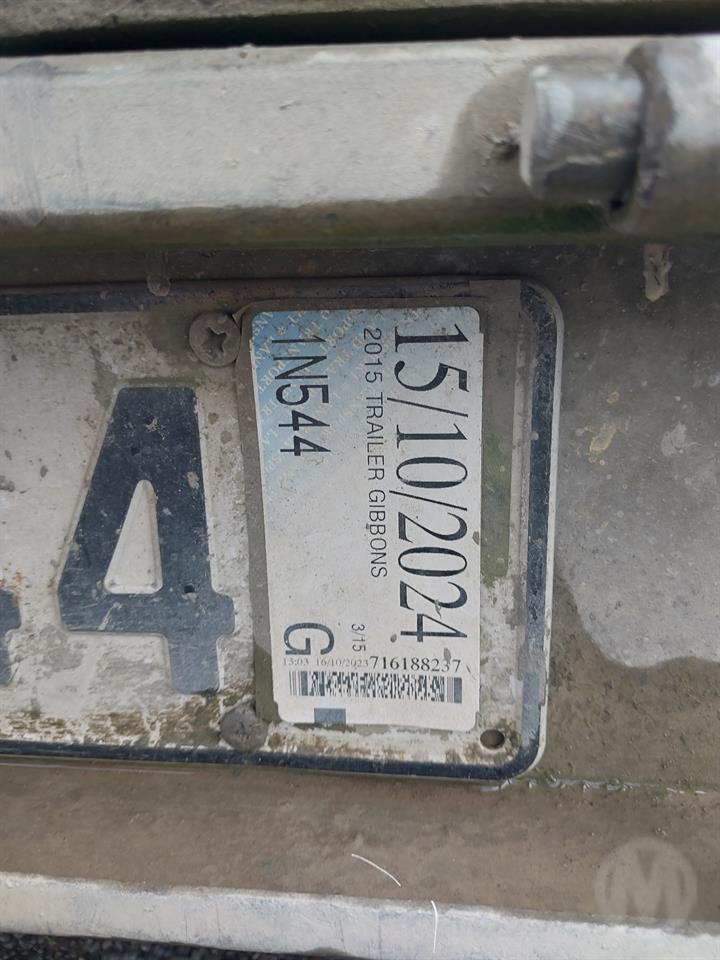 4
15/10/2024
2015 TRAILER GIBBONS
3/15
1N544
G
13:03 16/10/2023 716188237
M